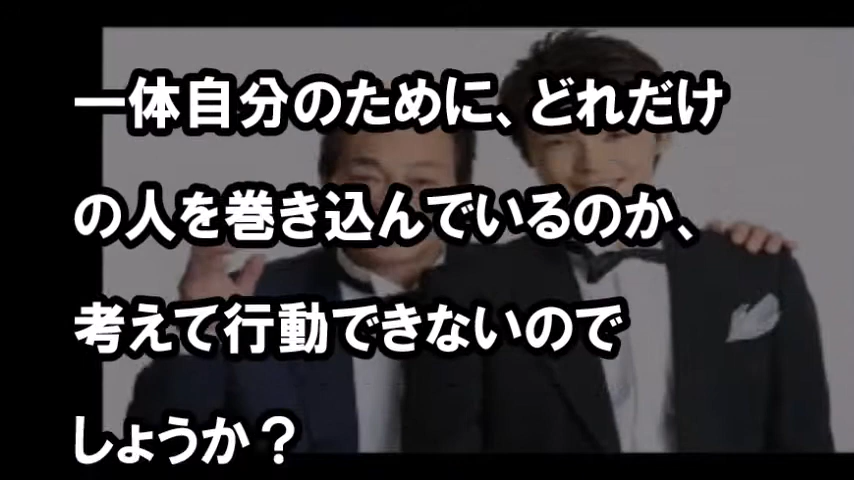 一体自分のために、どれだけ
の人を巻き込んでいるのか、
考えて行動できないので
しょうか？